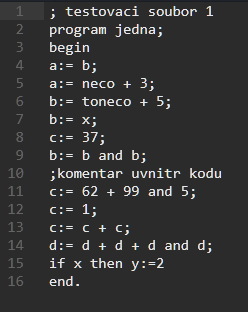 1 ; testovaci soubor 1
2 program jedna;
3 begin
4 a:= b;
5 a:= neco + 3;
6 b:= toneco + 5;
7 b:= x;
8 c:= 37;
9 b:= b and b;
10 ;komentar uvnitr kodu
11 c:= 62 + 99 and 5;
12 c:= 1;
13 c:= c + c;
14 d:= d + d + d and d;
15 if x then y:=2
16 end.